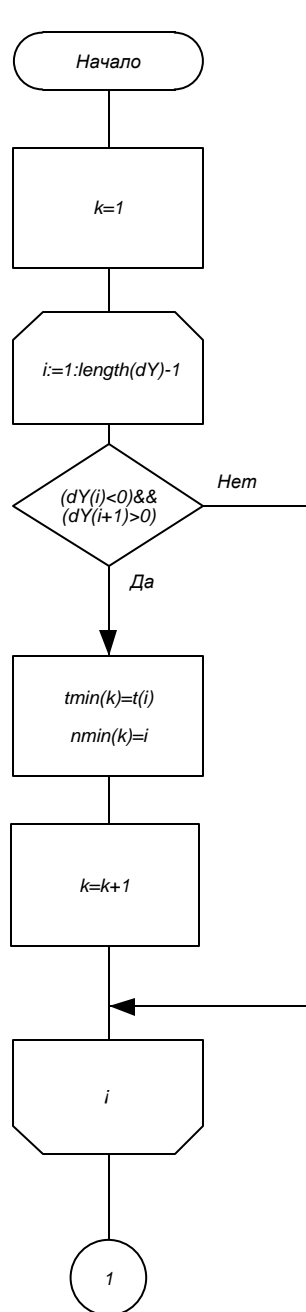 Начало
k=1
i:=1:length(dY)-1
(dY(i)<0)&&
(dY(i+1)>0)
Нет
Да
tmin(k)=t(i)
nmin(k)=i
k=k+1
i
1